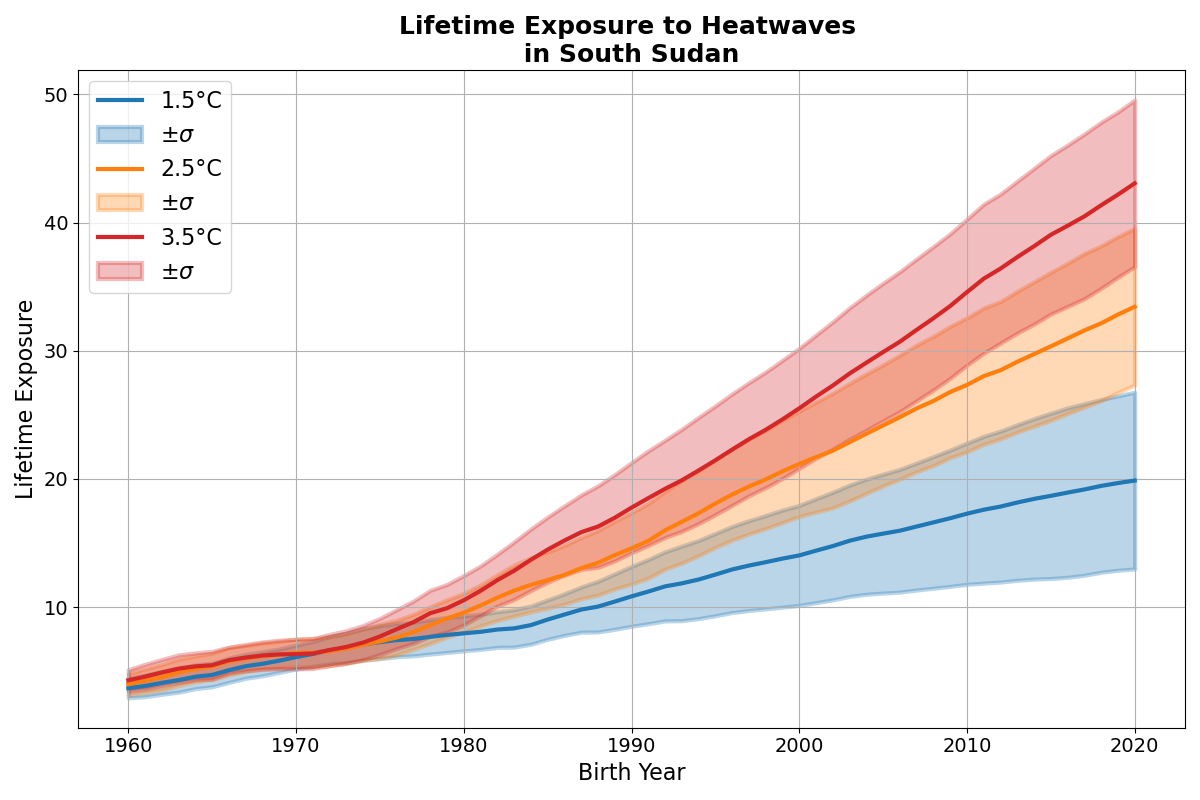 Lifetime Exposure to Heatwaves
in South Sudan
1.5°C
±σ
2.5°C
±σ
3.5°C
±σ
Lifetime Exposure
50
40
30
20
10
1960
1970
1980
1990
2000
2010
2020
Birth Year